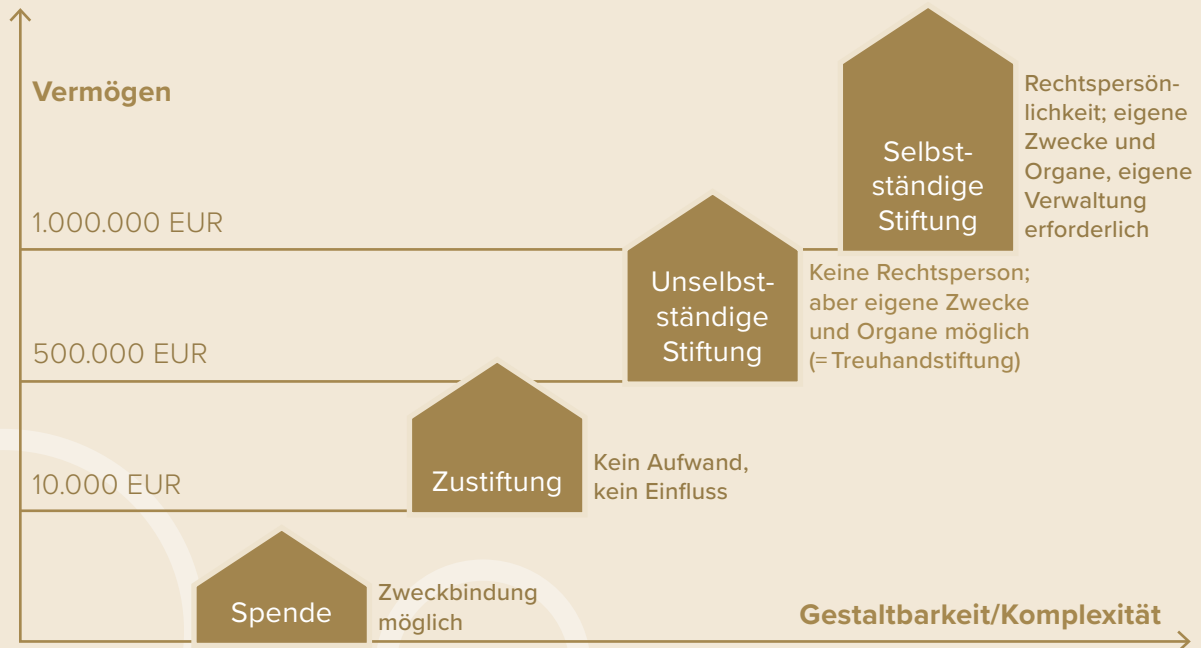 Vermögen
1.000.000 EUR
500.000 EUR
10.000 EUR
Selbst-
ständige
Stiftung
Rechtspersön-
lichkeit; eigene
Zwecke und
Organe, eigene
Verwaltung
erforderlich
Unselbst-
ständige
Stiftung
Keine Rechtsperson;
aber eigene Zwecke
und Organe möglich
(= Treuhandstiftung)
Zustiftung
Kein Aufwand,
kein Einfluss
Spende
Zweckbindung
möglich
Gestaltbarkeit/Komplexität